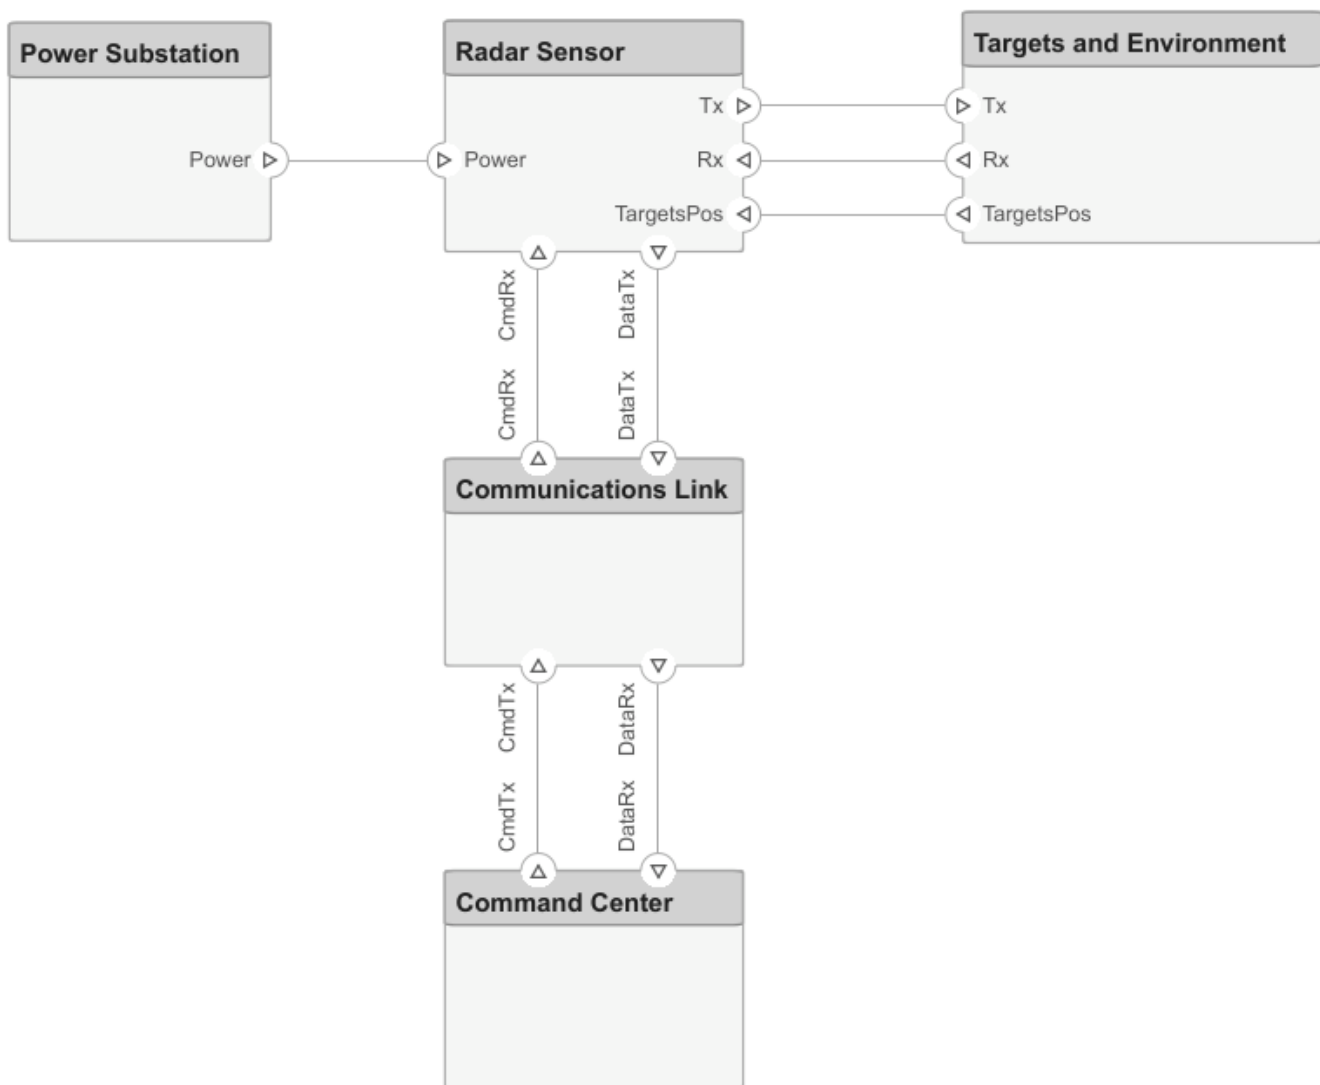 Power Substation
Radar Sensor
Targets and Environment
Tx
Tx
Power
Power
Rx
Rx
TargetsPos
TargetsPos
CmdRx
DataTx
CmdRx
DataTx
Communications Link
CmdTx
DataRx
CmdTx
DataRx
Command Center